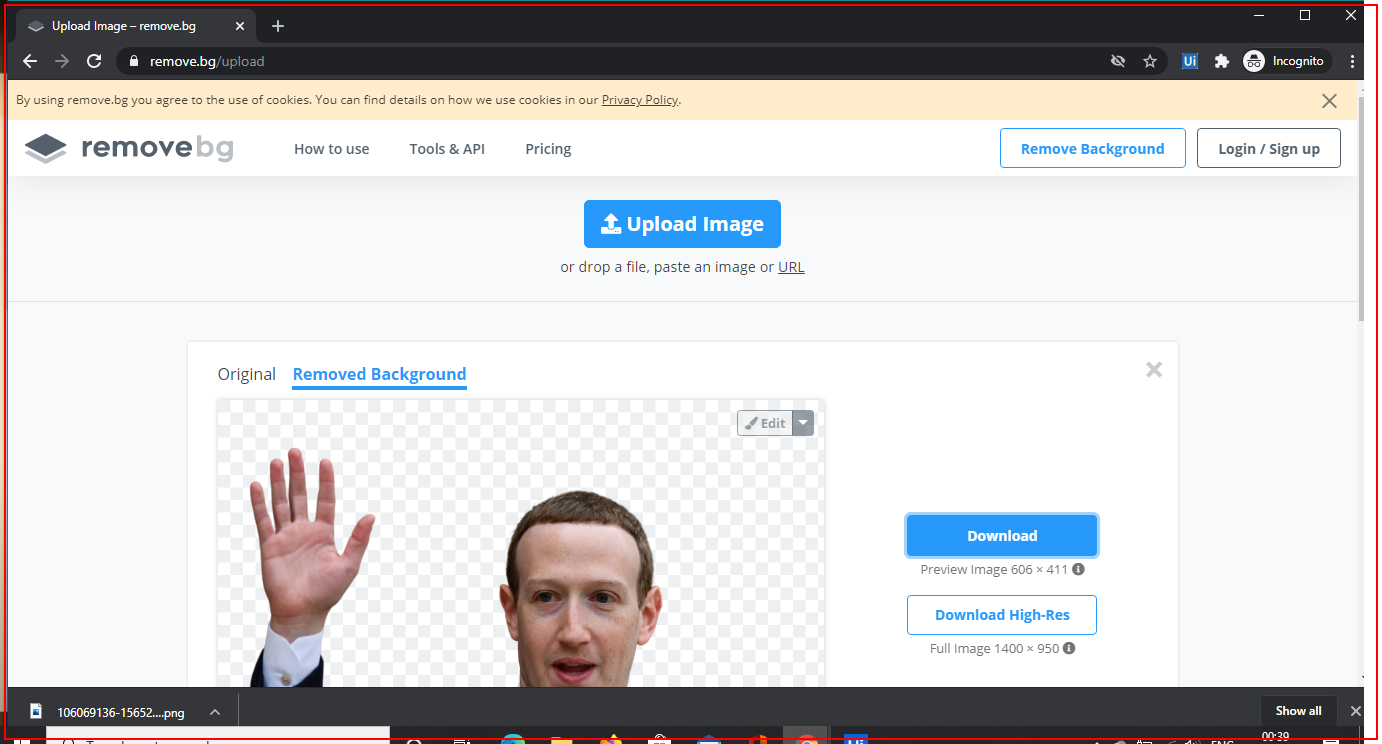 Upload Image – remove.bg
remove.bg/upload
Ui
Incognito
By using remove.bg you agree to the use of cookies. You can find details on how we use cookies in our Privacy Policy.
removebg
How to use
Tools & API
Pricing
Remove Background
Login / Sign up
Upload Image
or drop a file, paste an image or URL
Original
Removed Background
Edit
Download
Preview Image 606 × 411
Download High-Res
Full Image 1400 × 950
106069136-15652....png
Show all
00:39